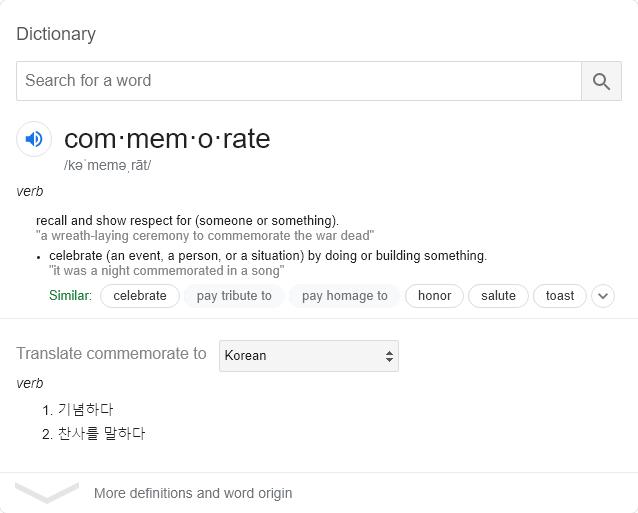 Dictionary
Search for a word
com·mem·o·rate
/kəˈmeməˌrāt/
verb
recall and show respect for (someone or something).
"a wreath-laying ceremony to commemorate the war dead"
• celebrate (an event, a person, or a situation) by doing or building something.
"it was a night commemorated in a song"
Similar: celebrate pay tribute to pay homage to honor salute toast
Translate commemorate to Korean
verb
1. 기념하다
2. 찬사를 말하다
More definitions and word origin